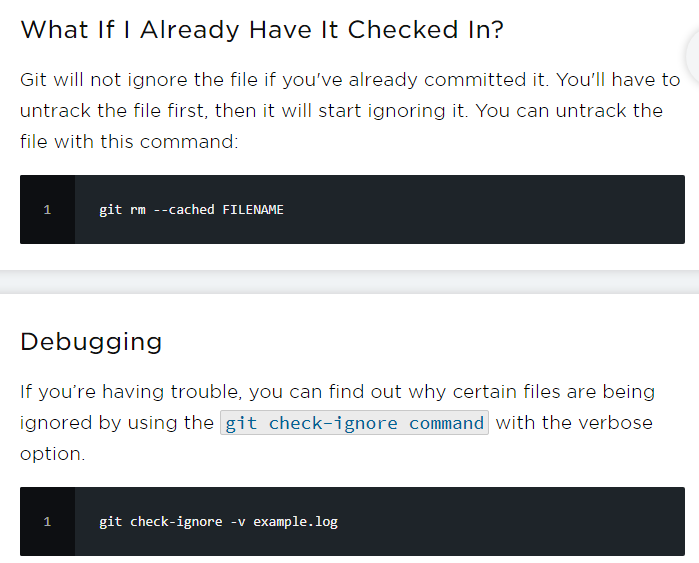 What If I Already Have It Checked In?
Git will not ignore the file if you've already committed it. You'll have to
untrack the file first, then it will start ignoring it. You can untrack the
file with this command:
1 git rm --cached FILENAME
Debugging
If you’re having trouble, you can find out why certain files are being
ignored by using the git check-ignore command with the verbose
option.
1 git check-ignore -v example.log